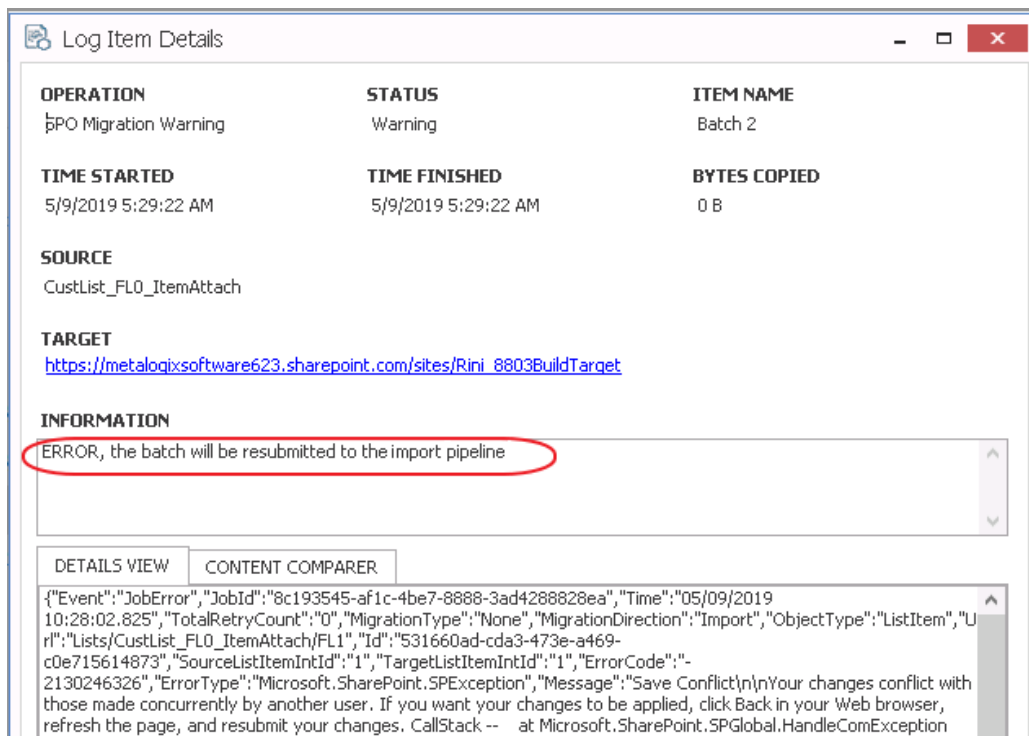 Log Item Details
OPERATION STATUS ITEM NAME
SPO Migration Warning Warning Batch 2
TIME STARTED TIME FINISHED BYTES COPIED
5/9/2019 5:29:22 AM 5/9/2019 5:29:22 AM 0 B
SOURCE
CustList_FL0_ItemAttach
TARGET
https://metalogixsoftware623.sharepoint.com/sites/Rini_8803BuildTarget
INFORMATION
ERROR, the batch will be resubmitted to the import pipeline
DETAILS VIEW CONTENT COMPARER
{"Event":"JobError","JobId":"8c193545-af1c-4be7-8888-3ad4288828ea","Time":"05/09/2019
10:28:02.825","TotalRetryCount":"0","MigrationType":"None","MigrationDirection":"Import","ObjectType":"ListItem","U
rl":"Lists/CustList_FL0_ItemAttach/FL1","Id":"531660ad-cda3-473e-a469-
c0e715614873","SourceListItemIntId":"1","TargetListItemIntId":"1","ErrorCode":"-
2130246326","ErrorType":"Microsoft.SharePoint.SPException","Message":"Save Conflict\n\nYour changes conflict with
those made concurrently by another user. If you want your changes to be applied, click Back in your Web browser,
refresh the page, and resubmit your changes. CallStack -- at Microsoft.SharePoint.SPGlobal.HandleComException